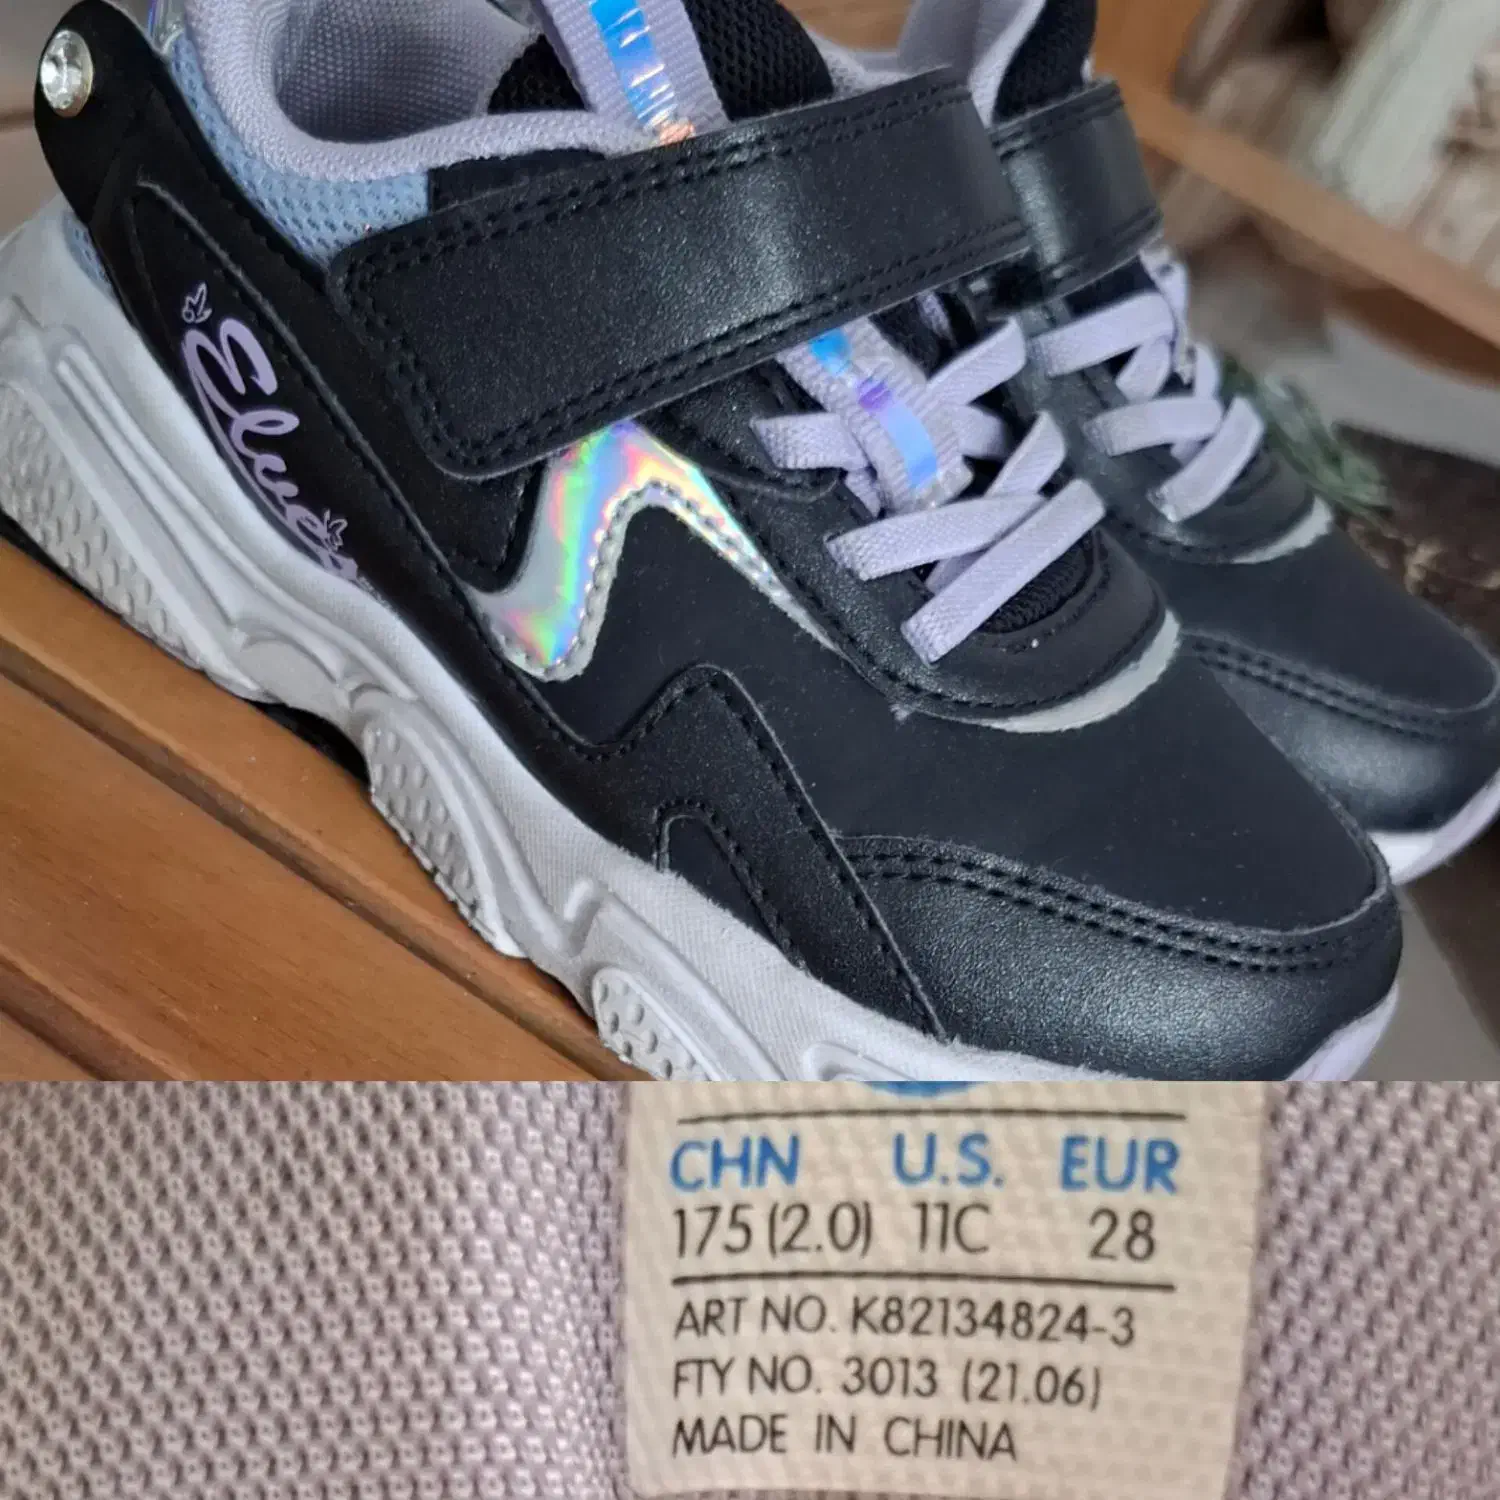 CHN U.S. EUR
175 (2.0) 11C 28
ART NO. K82134824-3
FTY NO. 3013 (21.06)
MADE IN CHINA